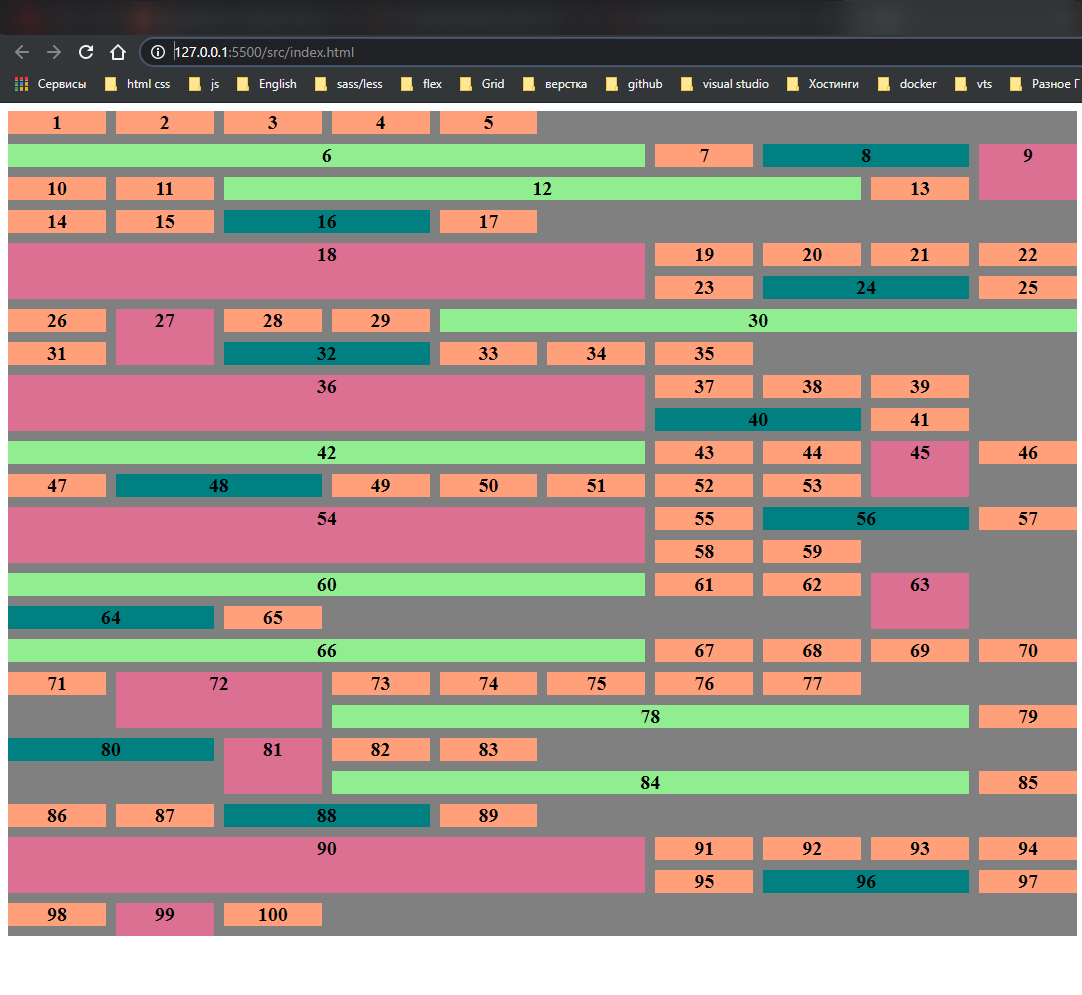 127.0.0.1:5500/src/index.html
Сервисы html css js English sass/less flex Grid верстка github visual studio Хостинги docker vts Разное Г
1 2 3 4 5
6 7 8 9
10 11 12 13
14 15 16 17
18 19 20 21 22
23 24 25
26 27 28 29 30
31 32 33 34 35
36 37 38 39
40 41
42 43 44 45 46
47 48 49 50 51 52 53
54 55 56 57
58 59
60 61 62 63
64 65
66 67 68 69 70
71 72 73 74 75 76 77
78 79
80 81 82 83
84 85
86 87 88 89
90 91 92 93 94
95 96 97
98 99 100